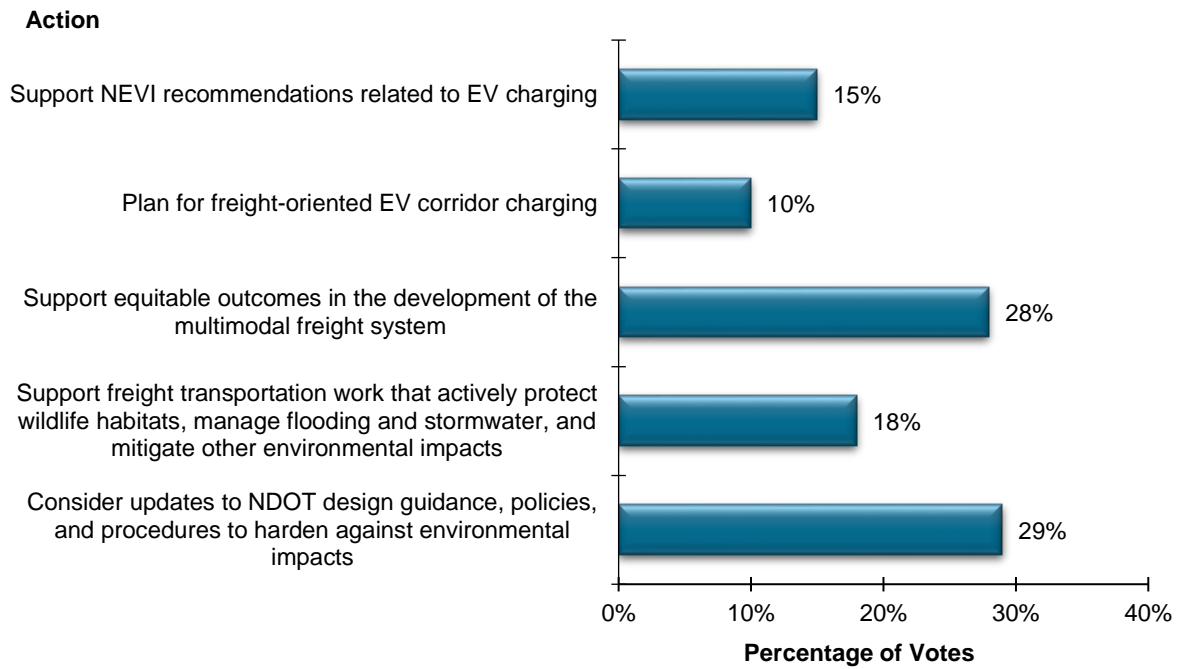 Action
Support NEVI recommendations related to EV charging
15%
Plan for freight-oriented EV corridor charging
10%
Support equitable outcomes in the development of the
multimodal freight system
28%
Support freight transportation work that actively protect
wildlife habitats, manage flooding and stormwater, and
mitigate other environmental impacts
18%
Consider updates to NDOT design guidance, policies,
and procedures to harden against environmental
impacts
29%
0% 10% 20% 30% 40%
Percentage of Votes